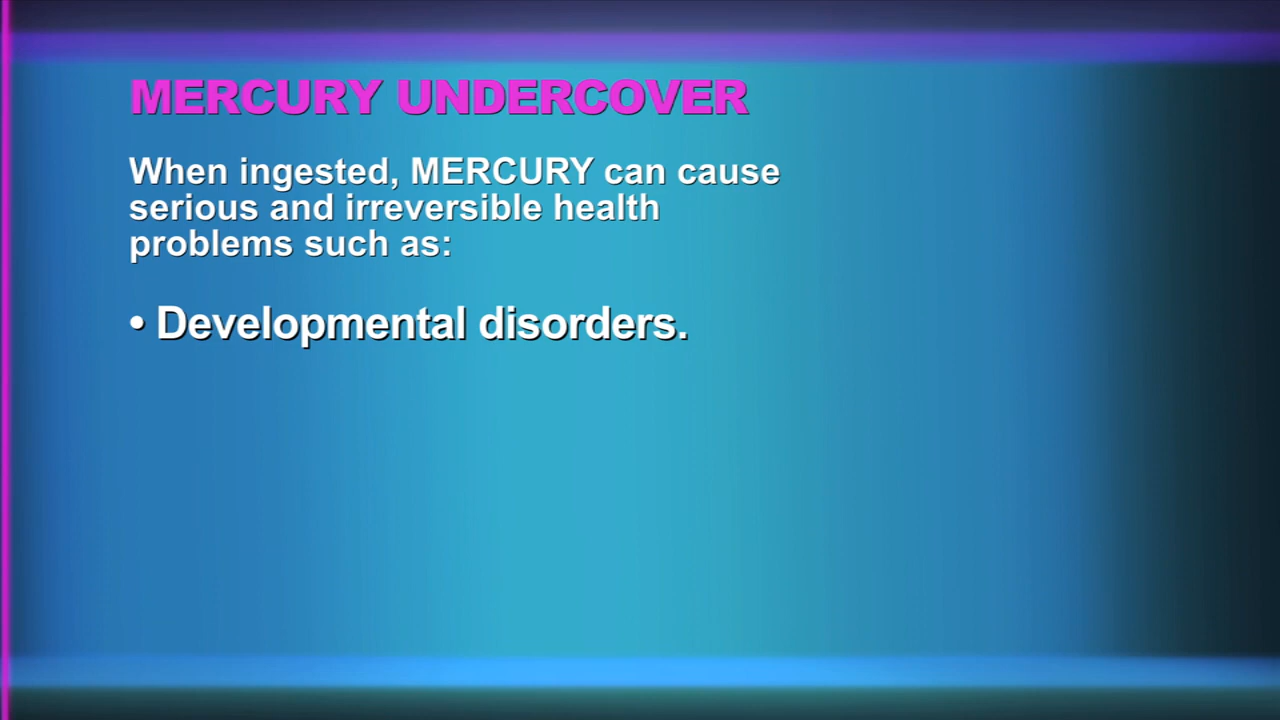 MERCURY UNDERCOVER
When ingested, MERCURY can cause
serious and irreversible health
problems such as:
• Developmental disorders.